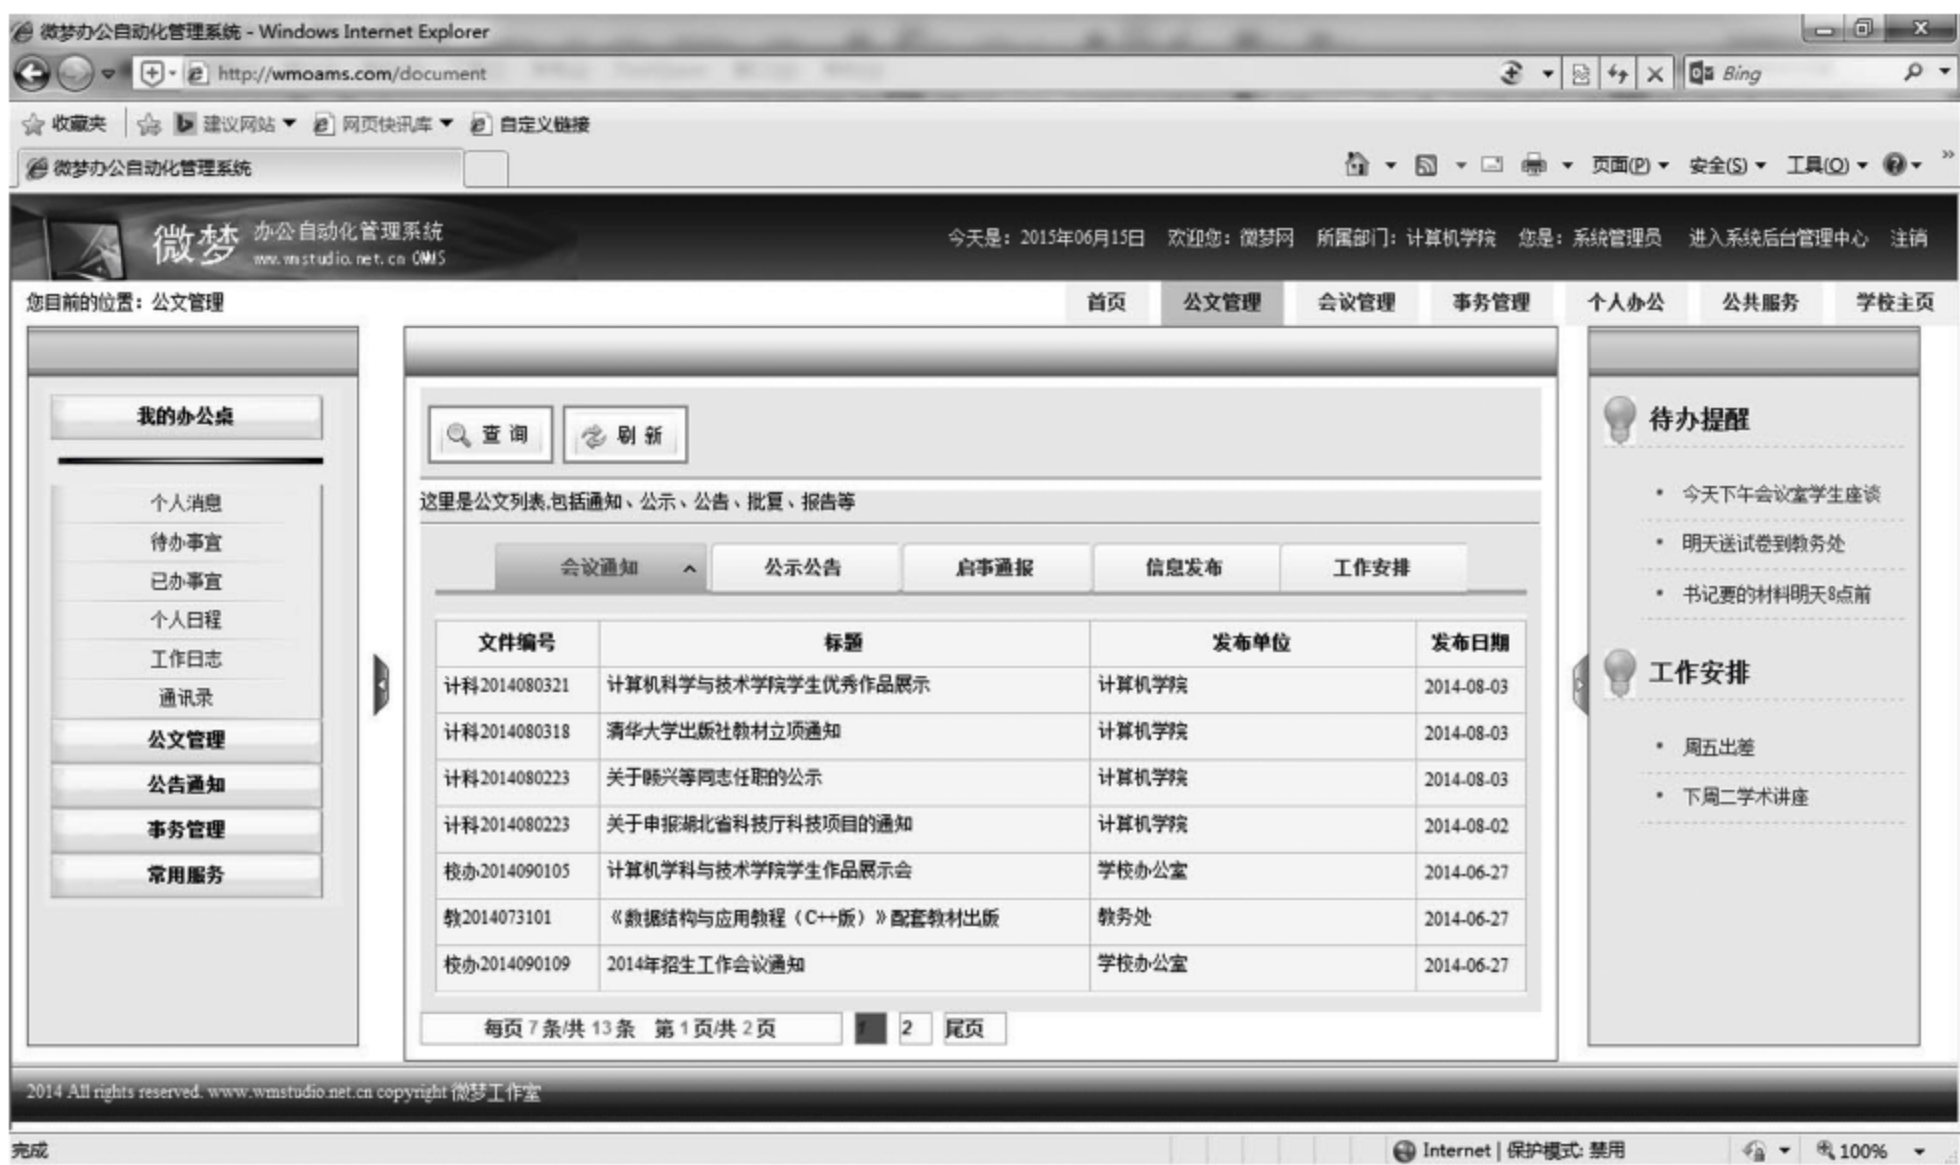 微梦办公自动化管理系统 - Windows Internet Explorer
http://wmoams.com/document
Bing
收藏夹 建议网站 网页快讯库 自定义链接
微梦办公自动化管理系统
页面(P) 安全(S) 工具(O)
微梦 办公自动化管理系统
www.wmstudio.net.cn OMIS
今天是：2015年06月15日 欢迎您：微梦网 所属部门：计算机学院 您是：系统管理员 进入系统后台管理中心 注销
您目前的位置：公文管理
首页 公文管理 会议管理 事务管理 个人办公 公共服务 学校主页
我的办公桌
个人消息
待办事宜
已办事宜
个人日程
工作日志
通讯录
公文管理
公告通知
事务管理
常用服务
查询 刷新
这里是公文列表,包括通知、公示、公告、批复、报告等
会议通知 公示公告 启事通报 信息发布 工作安排
文件编号 标题 发布单位 发布日期
计科2014080321 计算机科学与技术学院学生优秀作品展示 计算机学院 2014-08-03
计科2014080318 清华大学出版社教材立项通知 计算机学院 2014-08-03
计科2014080223 关于顾兴等同志任职的公示 计算机学院 2014-08-03
计科2014080223 关于申报湖北省科技厅科技项目的通知 计算机学院 2014-08-02
校办2014090105 计算机学科与技术学院学生作品展示会 学校办公室 2014-06-27
教2014073101 《数据结构与应用教程（C++版）》配套教材出版 教务处 2014-06-27
校办2014090109 2014年招生工作会议通知 学校办公室 2014-06-27
每页 7 条/共 13 条 第 1 页/共 2 页 1 2 尾页
待办提醒
今天下午会议室学生座谈
明天送试卷到教务处
书记要的材料明天8点前
工作安排
周五出差
下周二学术讲座
2014 All rights reserved. www.wmstudio.net.cn copyright 微梦工作室
完成
Internet | 保护模式: 禁用
100%